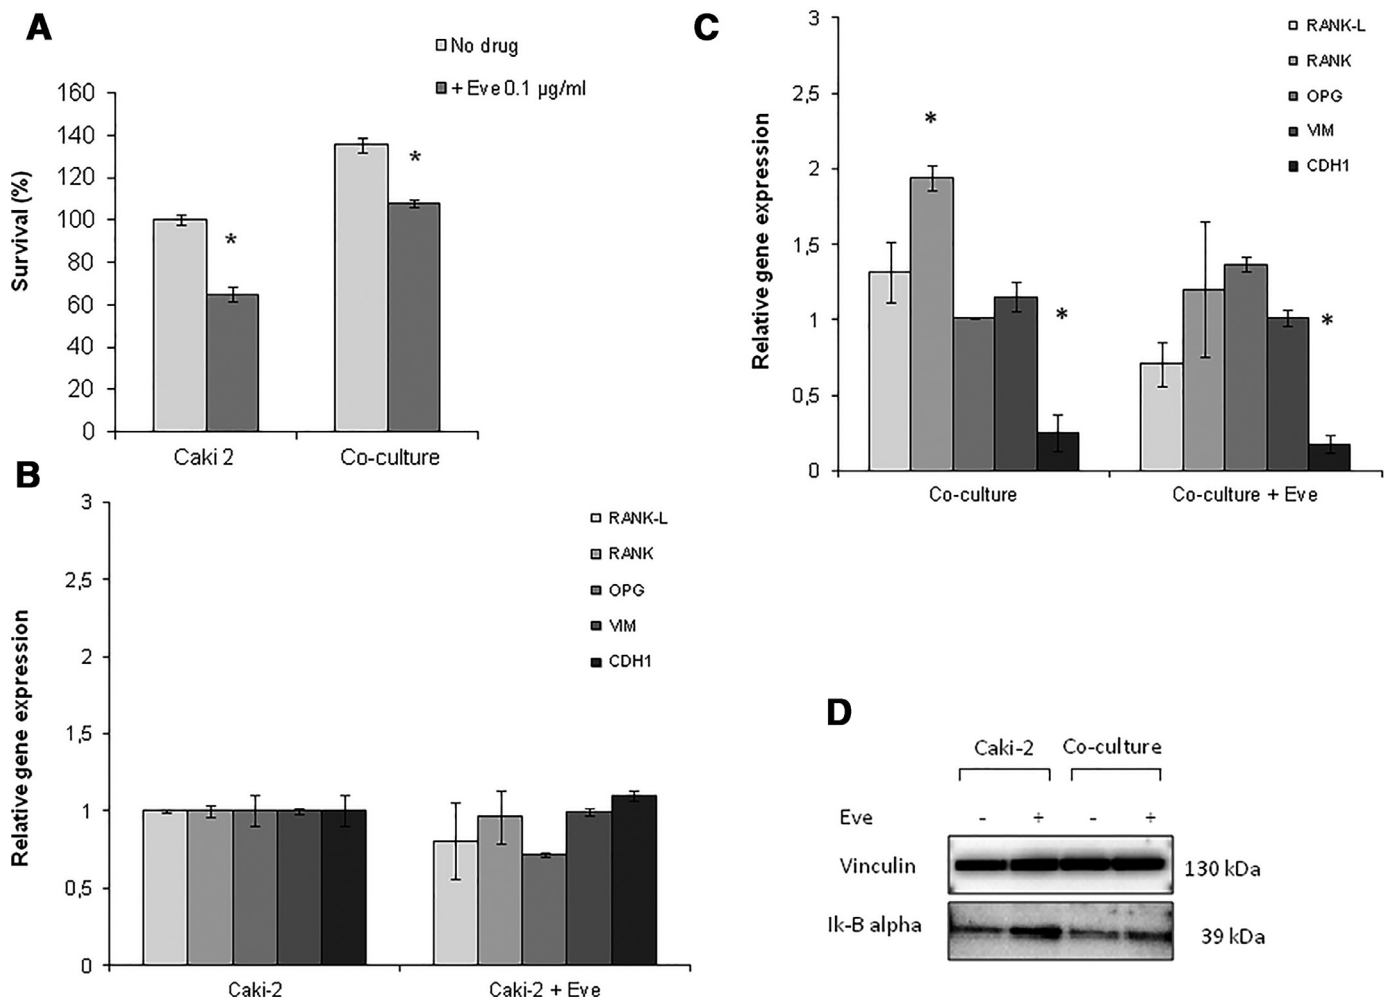 A
No drug
+ Eve 0.1 µg/ml
160
140
120
100
80
60
40
20
0
Survival (%)
*
*
Caki 2
Co-culture
B
3
2,5
2
1,5
1
0,5
0
Relative gene expression
RANK-L
RANK
OPG
VIM
CDH1
Caki-2
Caki-2 + Eve
C
3
2,5
2
1,5
1
0,5
0
Relative gene expression
RANK-L
RANK
OPG
VIM
CDH1
*
*
*
Co-culture
Co-culture + Eve
D
Caki-2 Co-culture
Eve - + - +
Vinculin 130 kDa
Ik-B alpha 39 kDa